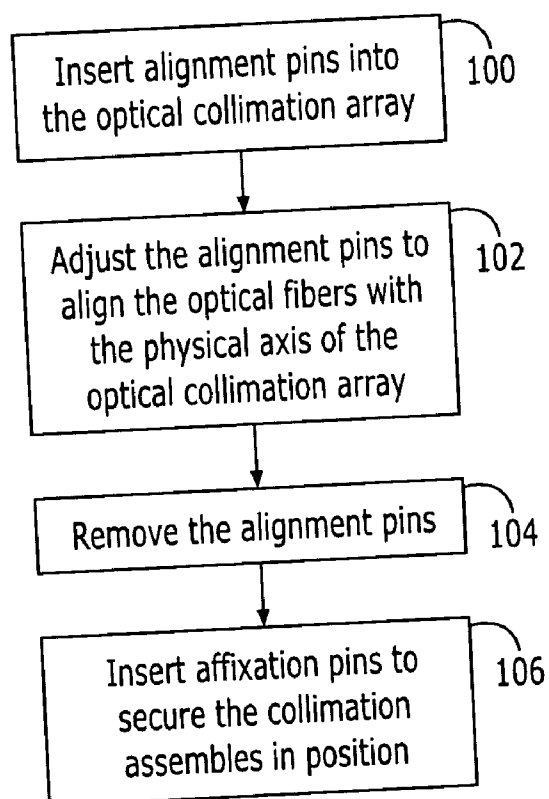 Insert alignment pins into
the optical collimation array
100
Adjust the alignment pins to
align the optical fibers with
the physical axis of the
optical collimation array
102
Remove the alignment pins
104
Insert affixation pins to
secure the collimation
assembles in position
106